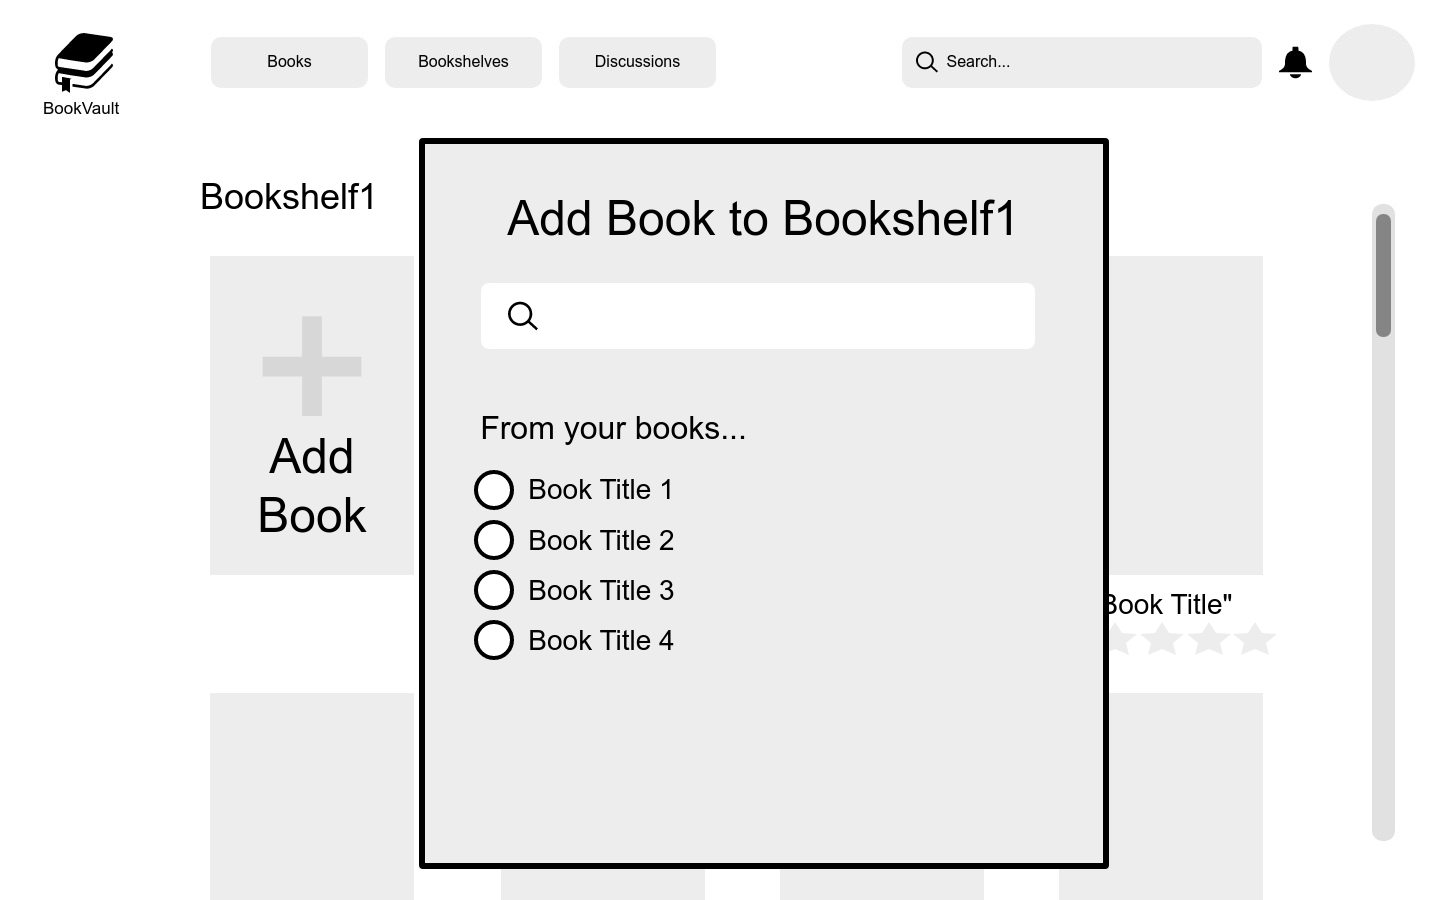 Books
Bookshelves
Discussions
Search...
BookVault
Bookshelf1
Add Book to Bookshelf1
Add
Book
From your books...
Book Title 1
Book Title 2
Book Title 3
Book Title 4
Book Title"